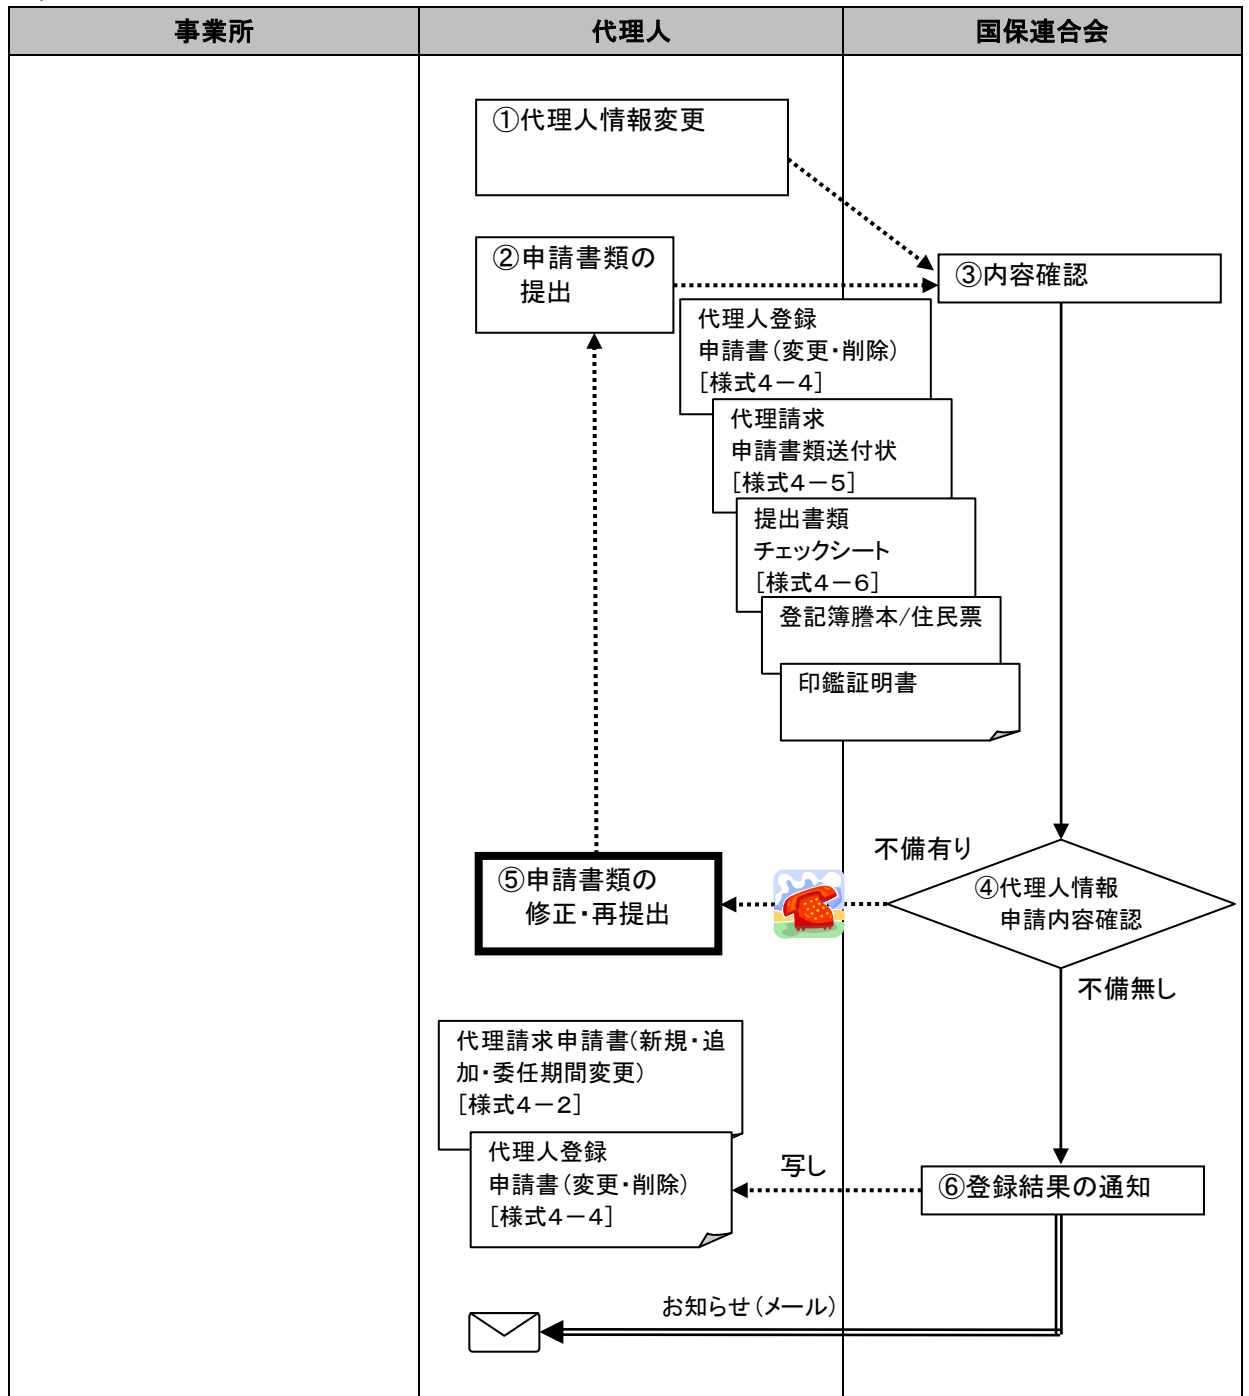 事業所
代理人
国保連合会
①代理人情報変更
②申請書類の
提出
③内容確認
代理人登録
申請書(変更・削除)
[様式4-4]
代理請求
申請書類送付状
[様式4-5]
提出書類
チェックシート
[様式4-6]
登記簿謄本/住民票
印鑑証明書
不備有り
④代理人情報
申請内容確認
⑤申請書類の
修正・再提出
不備無し
代理請求申請書(新規・追
加・委任期間変更)
[様式4-2]
代理人登録
申請書(変更・削除)
[様式4-4]
写し
⑥登録結果の通知
お知らせ(メール)